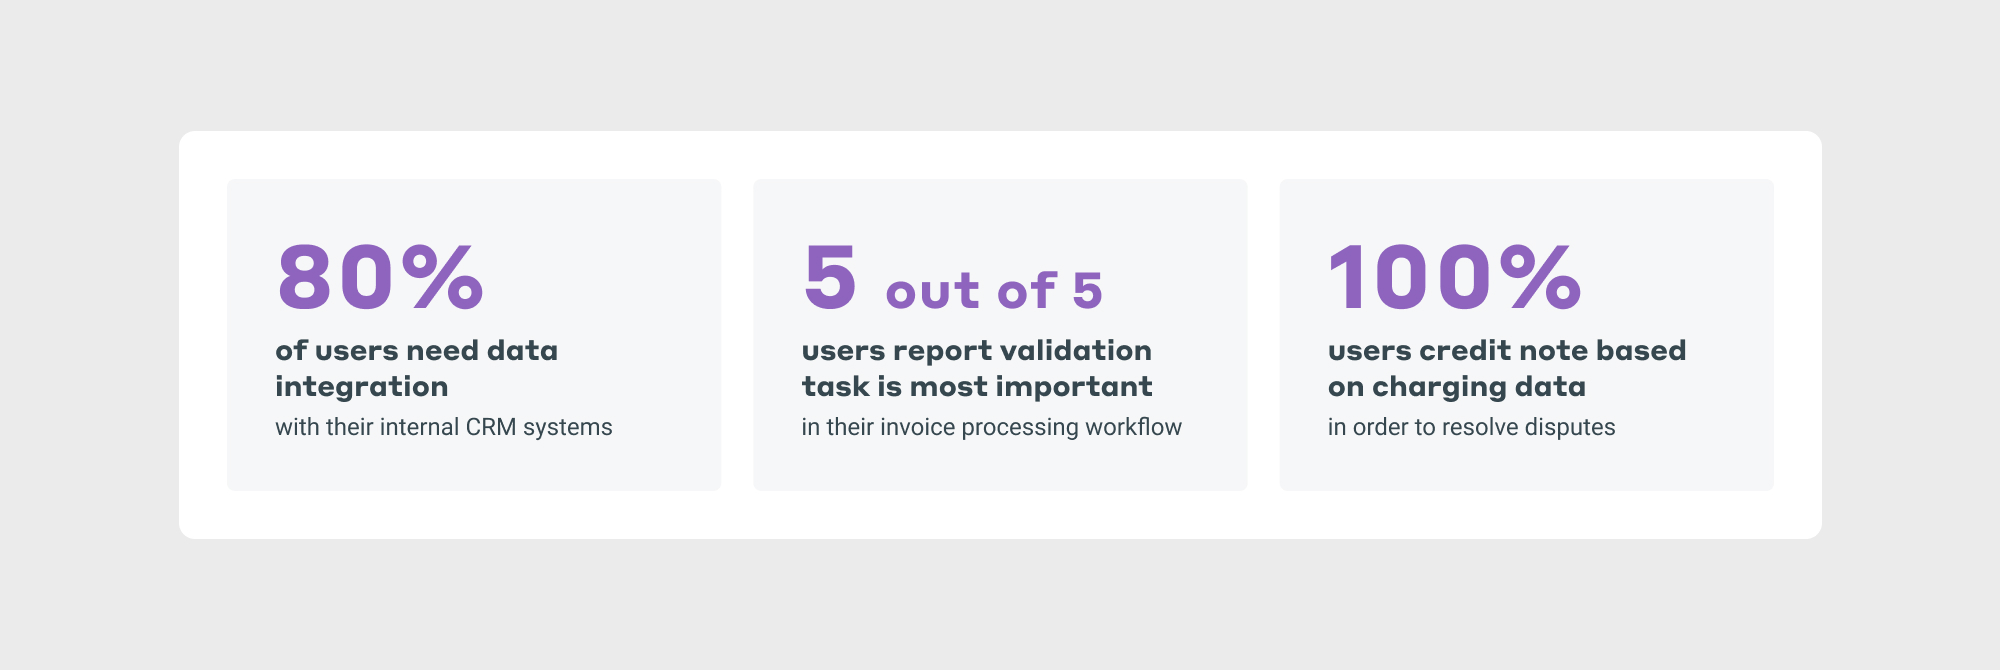 80%
of users need data
integration
with their internal CRM systems
5 out of 5
users report validation
task is most important
in their invoice processing workflow
100%
users credit note based
on charging data
in order to resolve disputes